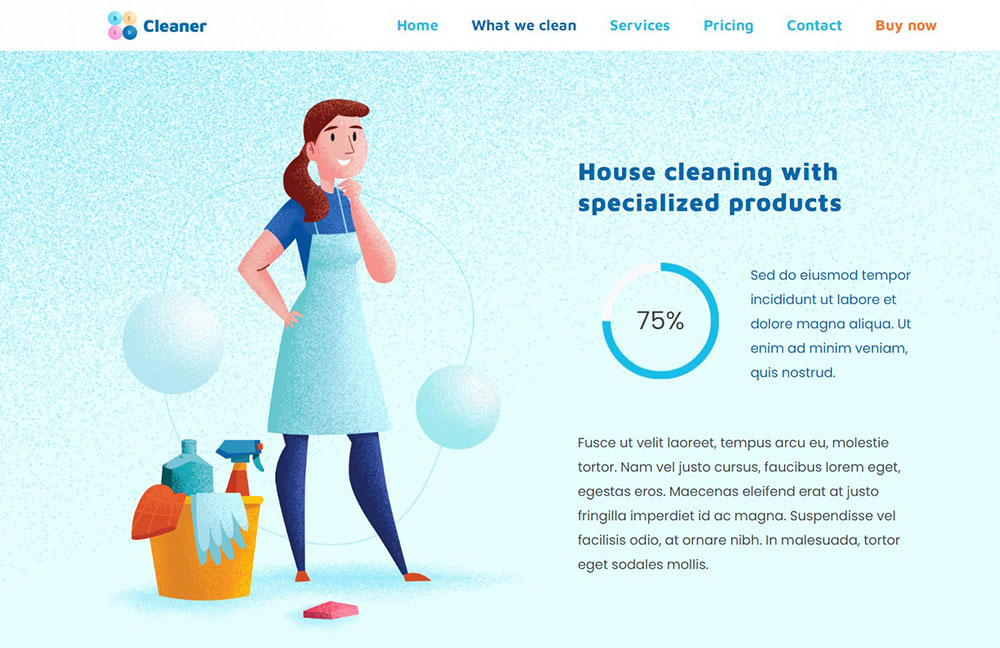 Cleaner
Home What we clean Services Pricing Contact Buy now
House cleaning with
specialized products
75%
Sed do eiusmod tempor
incididunt ut labore et
dolore magna aliqua. Ut
enim ad minim veniam,
quis nostrud.
Fusce ut velit laoreet, tempus arcu eu, molestie
tortor. Nam vel justo cursus, faucibus lorem eget,
egestas eros. Maecenas eleifend erat at justo
fringilla imperdiet id ac magna. Suspendisse vel
facilisis odio, at ornare nibh. In malesuada, tortor
eget sodales mollis.